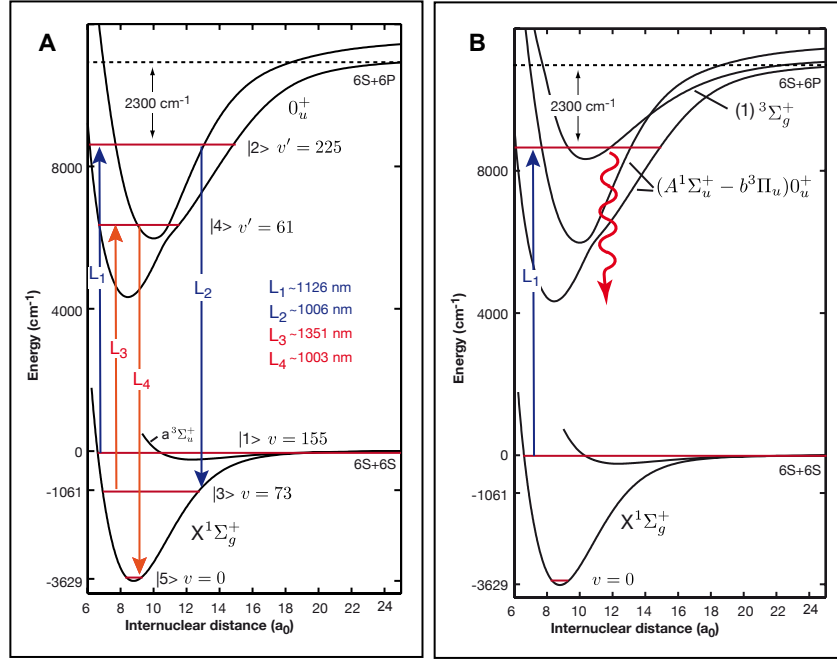 A
6S+6P
2300 cm⁻¹
0ᵤ⁺
|2> v′ = 225
8000
|4> v′ = 61
L₁
L₂
L₁~1126 nm
L₂~1006 nm
L₃~1351 nm
L₄~1003 nm
4000
L₃
L₄
Energy (cm⁻¹)
a³Σᵤ⁺
|1> v = 155
0
6S+6S
-1061
|3> v = 73
X¹Σg⁺
-3629
|5> v = 0
6 8 10 12 14 16 18 20 22 24
Internuclear distance (a₀)
B
6S+6P
2300 cm⁻¹
(1) ³Σg⁺
8000
(A¹Σᵤ⁺ − b³Πᵤ)0ᵤ⁺
L₁
4000
Energy (cm⁻¹)
0
6S+6S
-1061
X¹Σg⁺
-3629
v = 0
6 8 10 12 14 16 18 20 22 24
Internuclear distance (a₀)